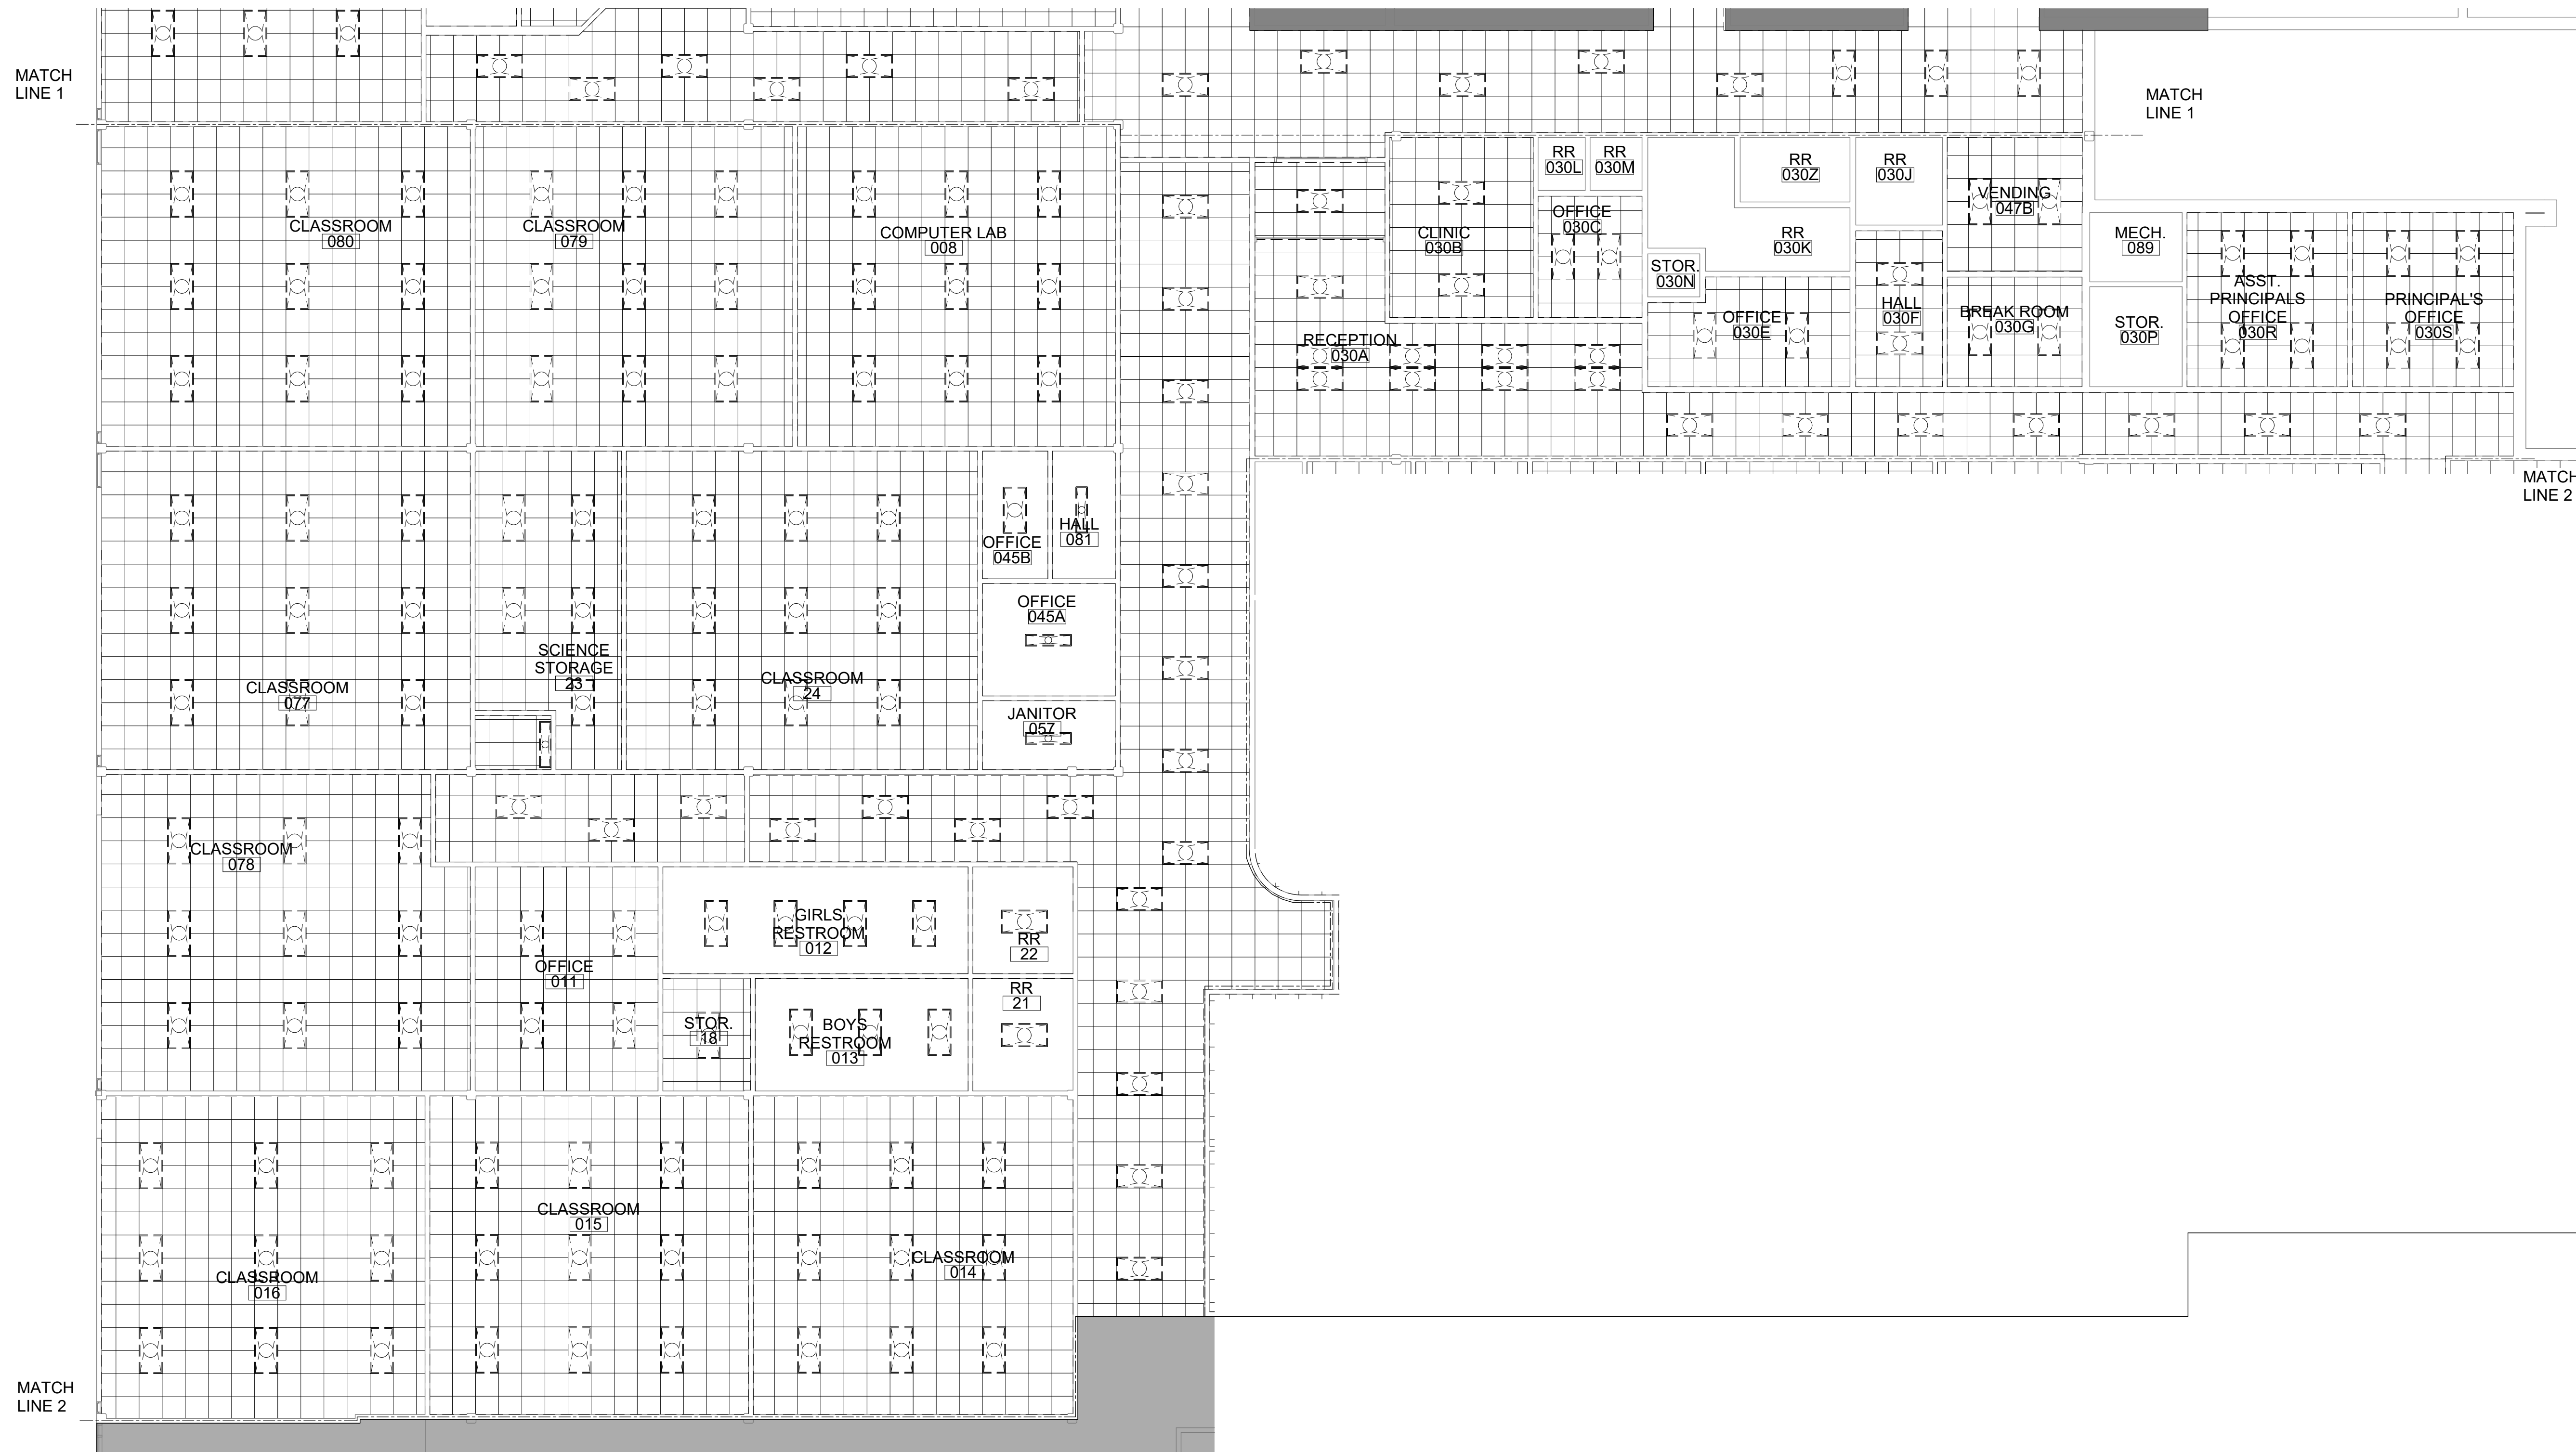 MATCH
LINE 1
MATCH
LINE 1
RR
030L
RR
030M
RR
030Z
RR
030J
VENDING
047B
CLASSROOM
080
CLASSROOM
079
COMPUTER LAB
008
CLINIC
030B
OFFICE
030C
RR
030K
STOR.
030N
MECH.
089
ASST.
PRINCIPALS
OFFICE
030R
PRINCIPAL'S
OFFICE
030S
RECEPTION
030A
OFFICE
030E
HALL
030F
BREAK ROOM
030G
STOR.
030P
MATCH
LINE 2
OFFICE
045B
HALL
081
OFFICE
045A
SCIENCE
STORAGE
23
CLASSROOM
077
CLASSROOM
24
JANITOR
057
CLASSROOM
078
GIRLS
RESTROOM
012
RR
22
OFFICE
011
STOR.
18
BOYS
RESTROOM
013
RR
21
CLASSROOM
015
CLASSROOM
014
CLASSROOM
016
MATCH
LINE 2